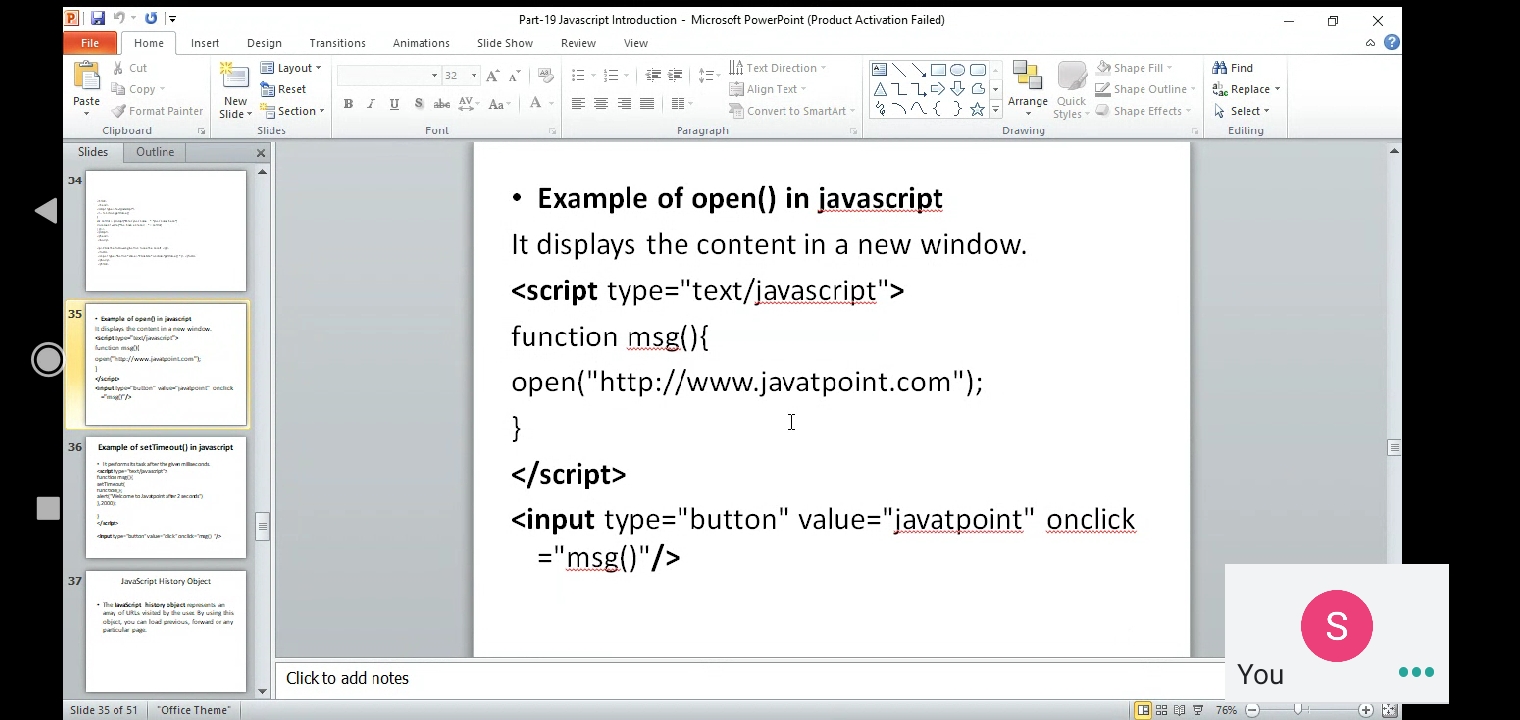 Part-19 Javascript Introduction - Microsoft PowerPoint (Product Activation Failed)
File Home Insert Design Transitions Animations Slide Show Review View
Cut
Copy
Format Painter
Paste
Clipboard
New
Slide
Layout
Reset
Section
Slides
32
B I U S abc AV Aa A
Font
Text Direction
Align Text
Convert to SmartArt
Paragraph
Arrange
Quick
Styles
Shape Fill
Shape Outline
Shape Effects
Drawing
Find
Replace
Select
Editing
Slides Outline
34
35
• Example of open() in javascript
It displays the content in a new window.
<script type="text/javascript">
function msg(){
open("http://www.javatpoint.com");
}
</script>
<input type="button" value="javatpoint" onclick
="msg()"/>
36
Example of setTimeout() in javascript
• It performs its task after the given milliseconds
<script type="text/javascript">
function msg(){
setTimeout(
function(){
alert("Welcome to Javatpoint after 2 seconds")
},2000);
}
</script>
<input type="button" value="click" onclick="msg()"/>
37
JavaScript History Object
• The JavaScript history object represents an
array of URLs visited by the user. By using this
object, you can load previous, forward or any
particular page.
• Example of open() in javascript
It displays the content in a new window.
<script type="text/javascript">
function msg(){
open("http://www.javatpoint.com");
}
</script>
<input type="button" value="javatpoint" onclick
="msg()"/>
Click to add notes
S
You
Slide 35 of 51 "Office Theme" 76%